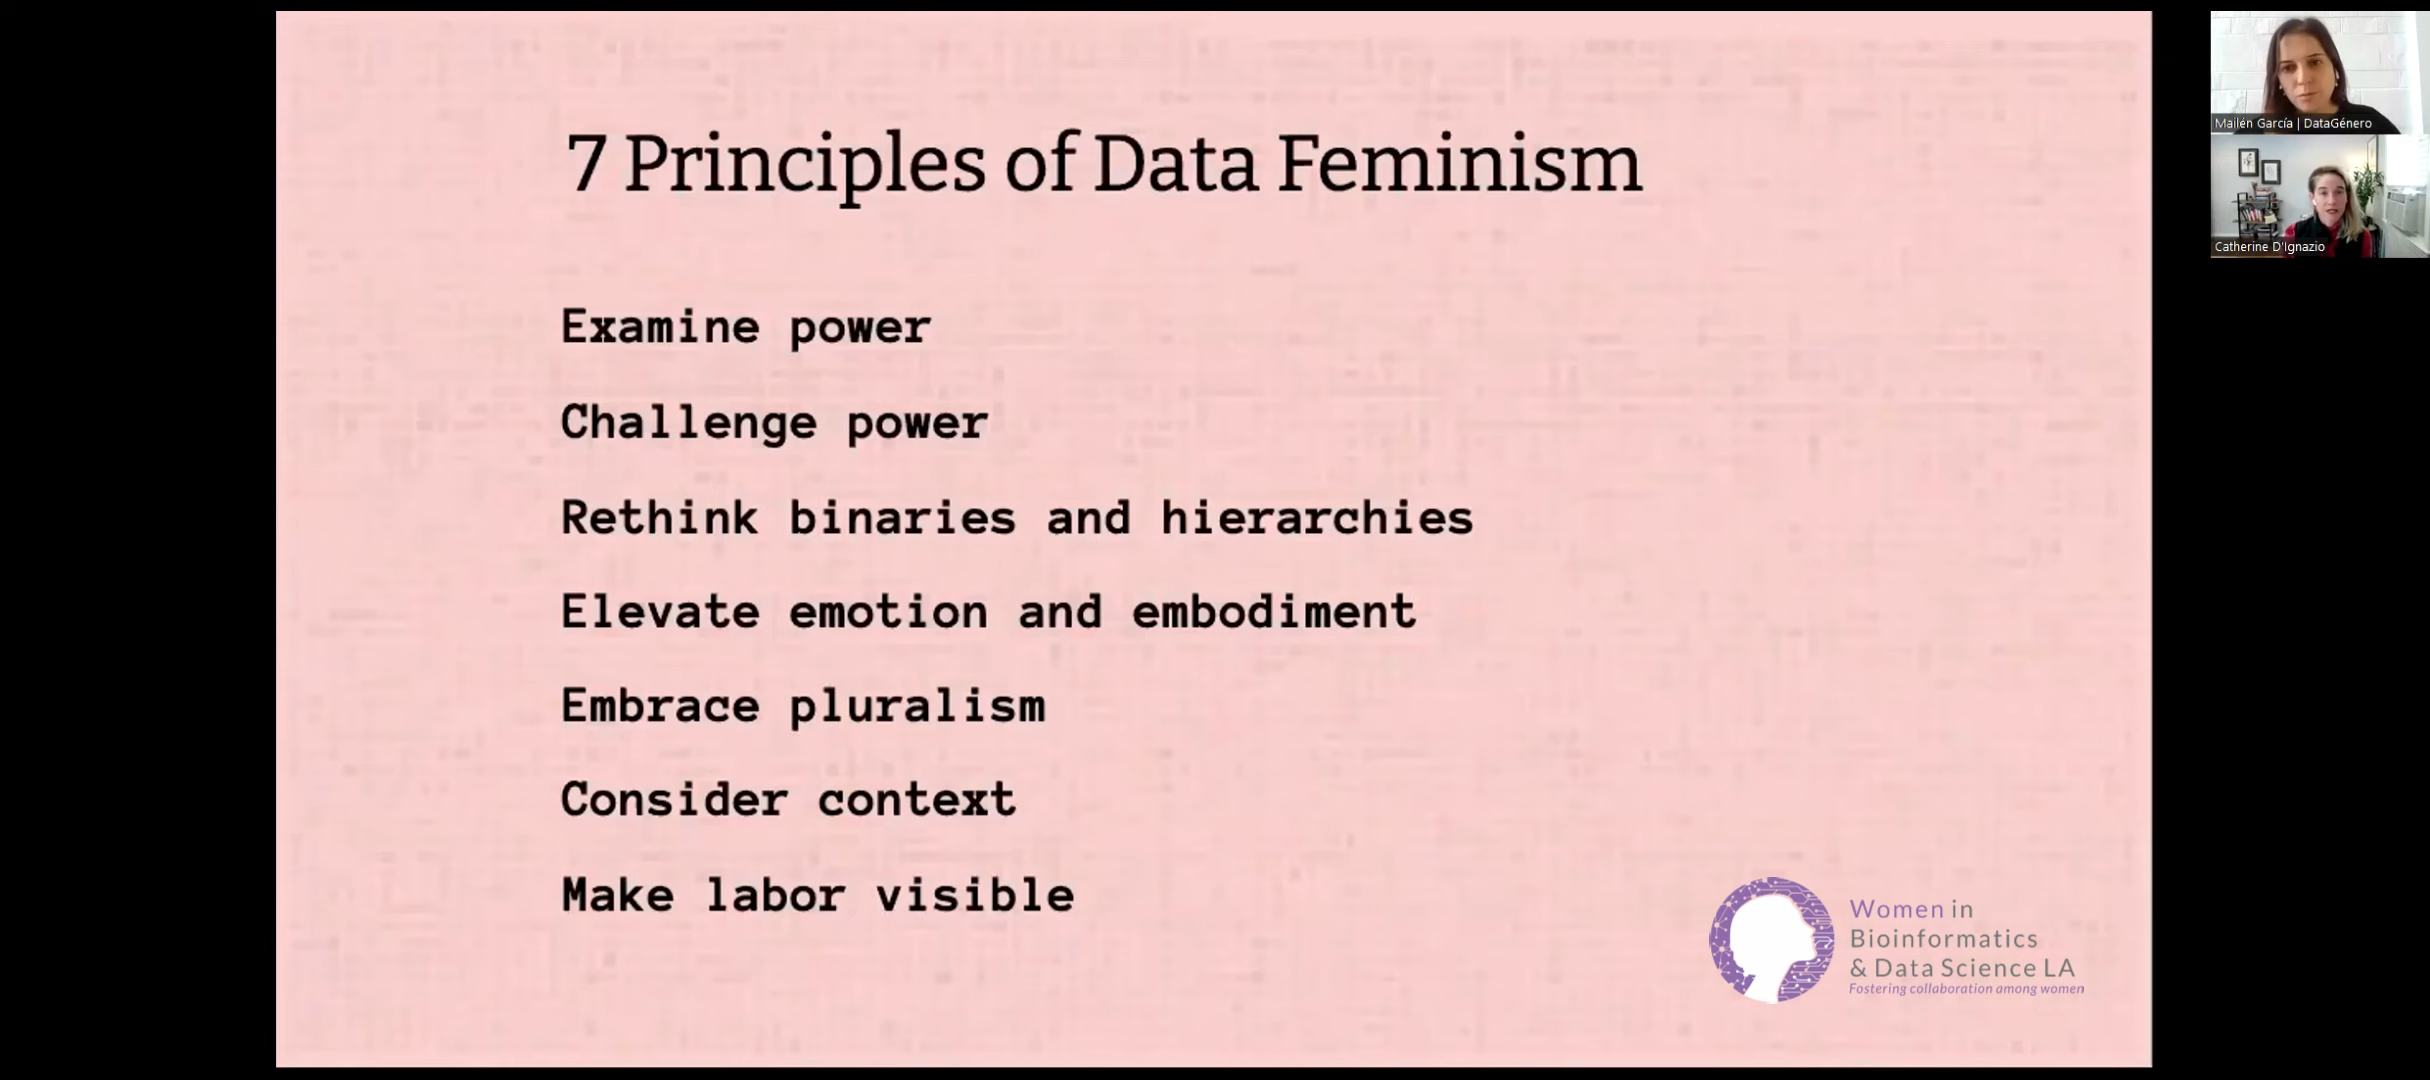 7 Principles of Data Feminism
Examine power
Challenge power
Rethink binaries and hierarchies
Elevate emotion and embodiment
Embrace pluralism
Consider context
Make labor visible
Women in
Bioinformatics
& Data Science LA
Fostering collaboration among women
Mailén García | DataGénero
Catherine D'Ignazio